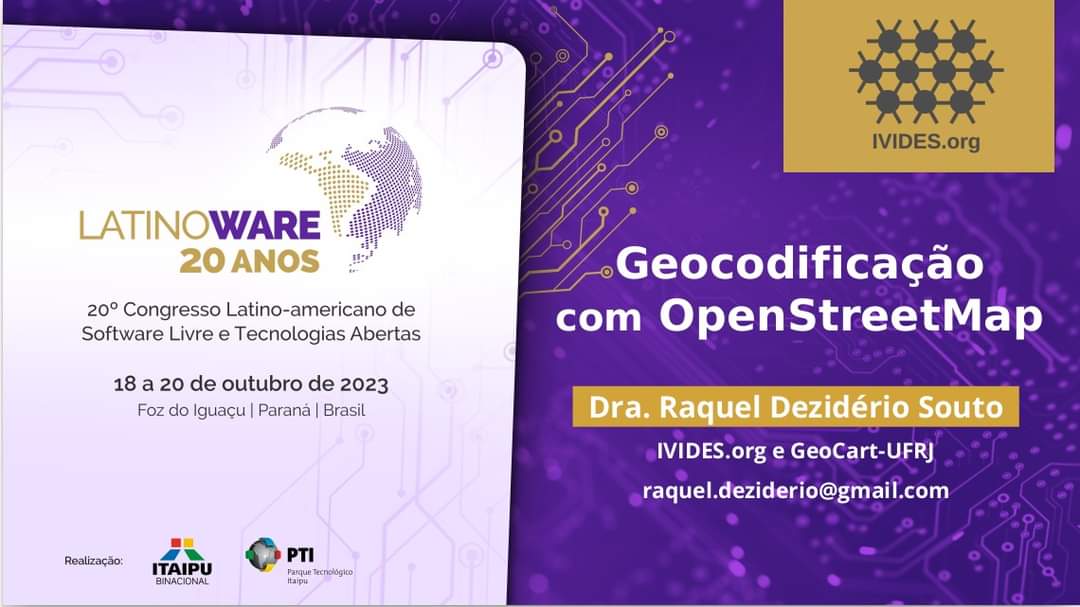 LATINOWARE
20 ANOS
20º Congresso Latino-americano de
Software Livre e Tecnologias Abertas
18 a 20 de outubro de 2023
Foz do Iguaçu | Paraná | Brasil
Realização:
ITAIPU
BINACIONAL
PTI
Parque Tecnológico
Itaipu
IVIDES.org
Geocodificação
com OpenStreetMap
Dra. Raquel Dezidério Souto
IVIDES.org e GeoCart-UFRJ
raquel.deziderio@gmail.com